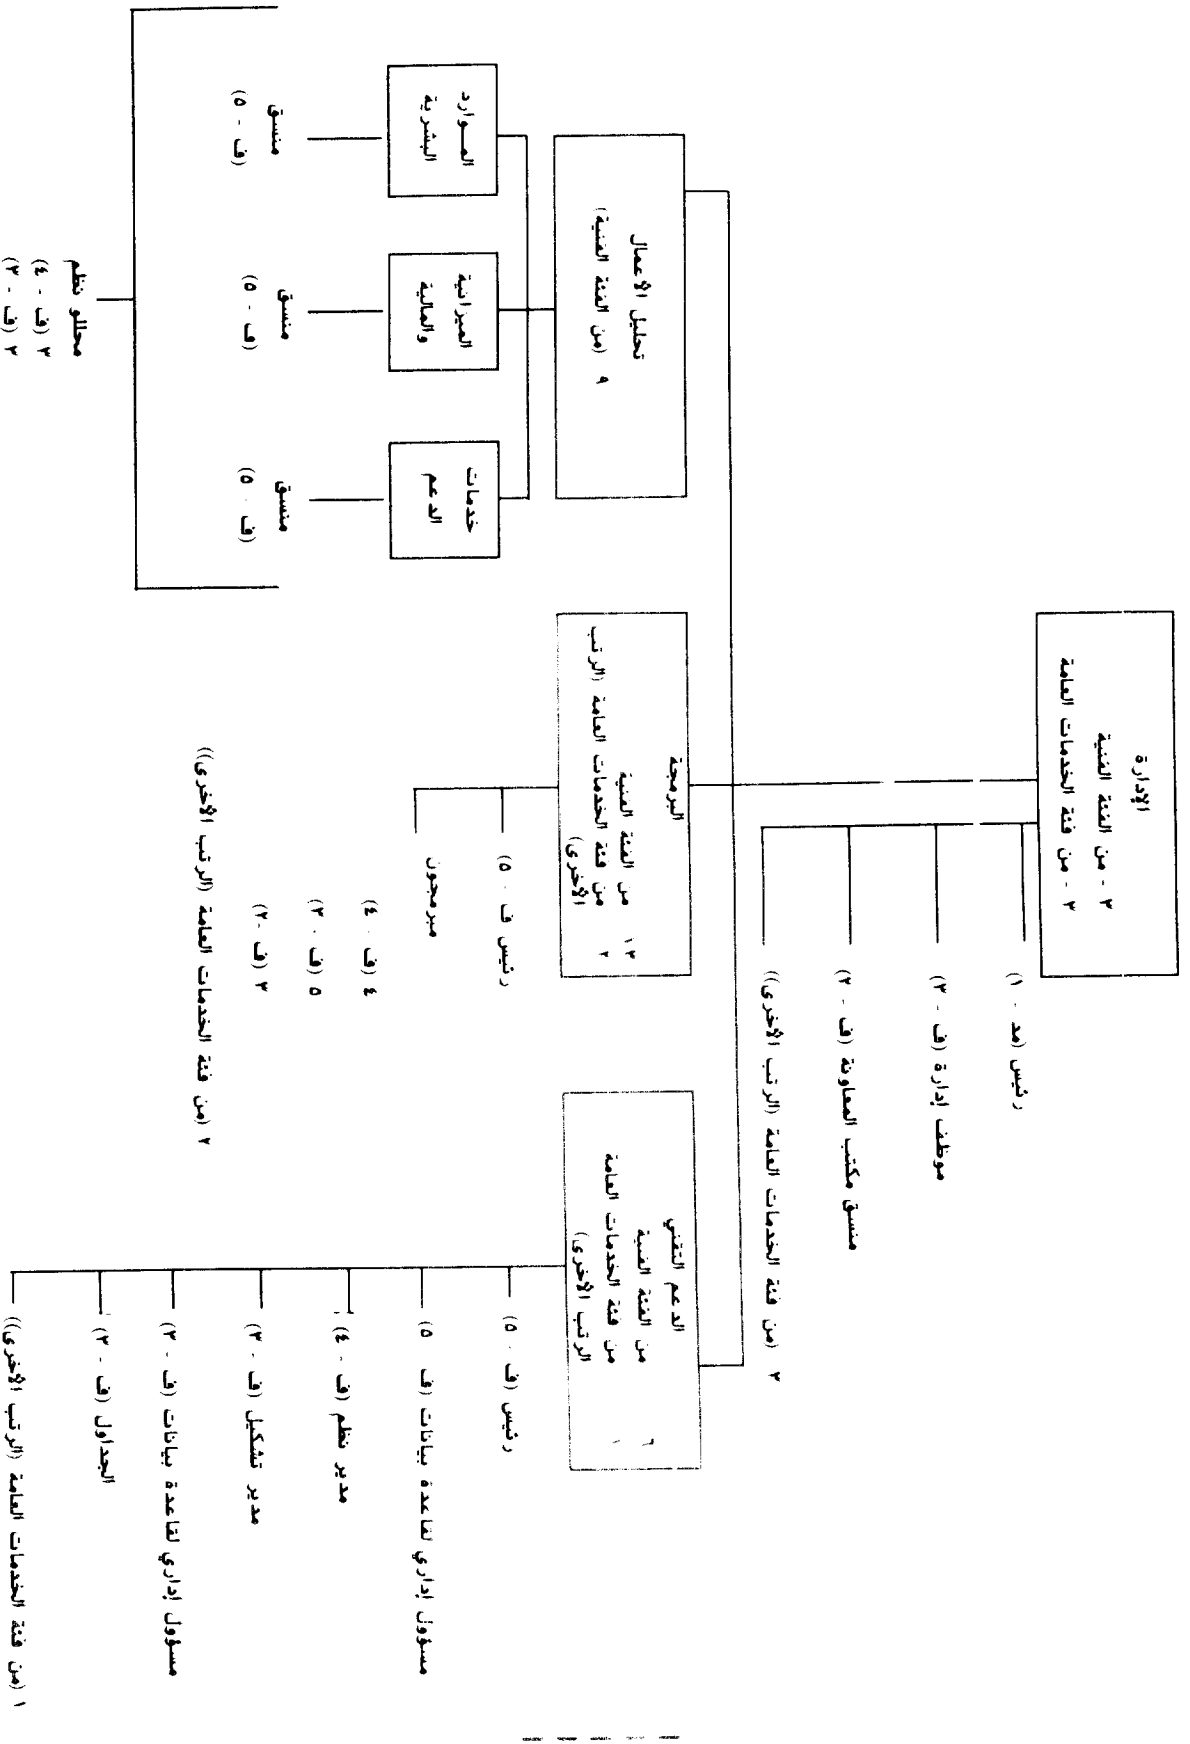 الإدارة
٣ - من الفئة الفنية
٣ - من فئة الخدمات العامة
رئيس (مد - ١)
موظف إدارة (ف - ٣)
منسق مكتب المعاونة (ف - ٢)
٣ (من فئة الخدمات العامة (الرتب الأخرى))
الدعم التقني
٦ من الفئة الفنية
١ من فئة الخدمات العامة
(الرتب الأخرى)
رئيس (ف - ٥)
مسؤول إداري لقاعدة بيانات (ف ٥)
مدير نظم (ف - ٤)
مدير تشكيل (ف - ٣)
مسؤول إداري لقاعدة بيانات (ف - ٣)
الجداول (ف - ٣)
١ (من فئة الخدمات العامة (الرتب الأخرى))
البرمجة
١٣ من الفئة الفنية
٢ من فئة الخدمات العامة (الرتب
الأخرى)
رئيس ف - ٥)
مبرمجون
٤ (ف - ٤)
٥ (ف - ٣)
٣ (ف - ٢)
٢ (من فئة الخدمات العامة (الرتب الأخرى))
تحليل الأعمال
٩ (من الفئة الفنية)
خدمات
الدعم
منسق
(ف - ٥)
الميزانية
والمالية
منسق
(ف - ٥)
الموارد
البشرية
منسق
(ف - ٥)
محللو نظم
٣ (ف - ٤)
٣ (ف - ٣)